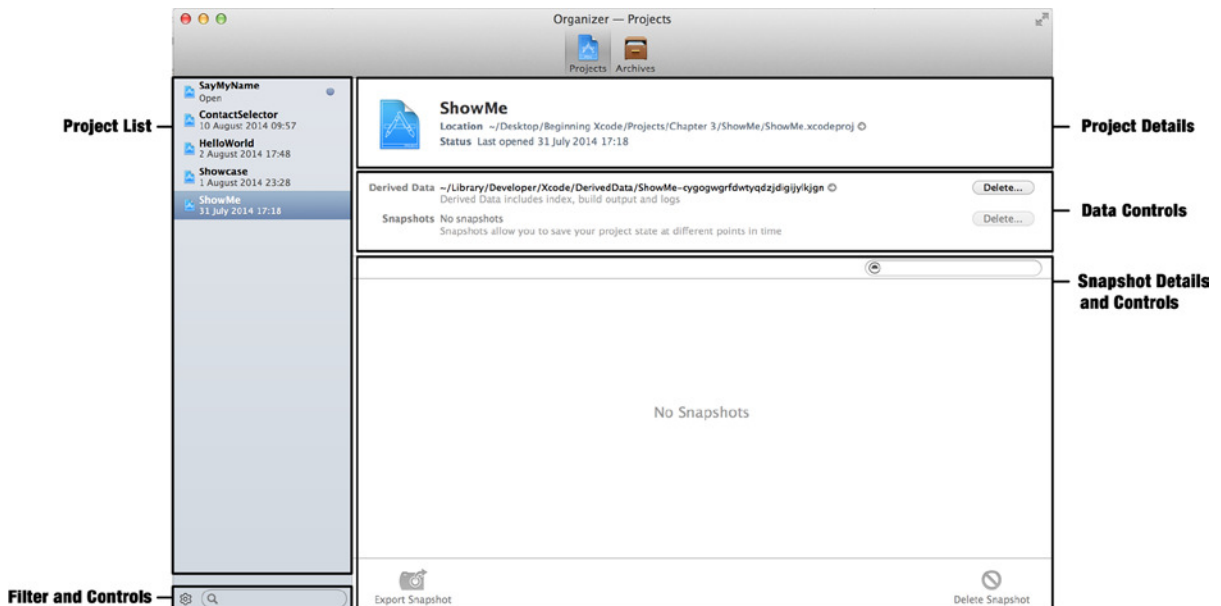 Organizer — Projects
Projects
Archives
Project List
SayMyName
Open
ContactSelector
10 August 2014 09:57
HelloWorld
2 August 2014 17:48
Showcase
1 August 2014 23:28
ShowMe
31 July 2014 17:18
Filter and Controls
ShowMe
Location ~/Desktop/Beginning Xcode/Projects/Chapter 3/ShowMe/ShowMe.xcodeproj
Status Last opened 31 July 2014 17:18
Project Details
Derived Data ~/Library/Developer/Xcode/DerivedData/ShowMe-cygogwgrfdwtyqdzjdigijylkjgn
Delete...
Derived Data includes index, build output and logs
Snapshots No snapshots
Delete...
Snapshots allow you to save your project state at different points in time
Data Controls
Snapshot Details
and Controls
No Snapshots
Export Snapshot
Delete Snapshot